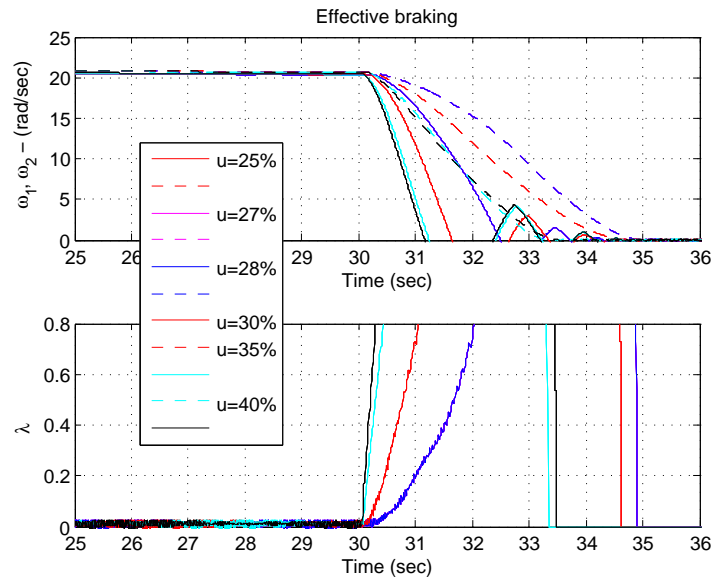 Effective braking
ω1, ω2 – (rad/sec)
25
20
15
10
5
0
25 26 27 28 29 30 31 32 33 34 35 36
Time (sec)
u=25%
u=27%
u=28%
u=30%
u=35%
u=40%
λ
0.8
0.6
0.4
0.2
0
25 26 27 28 29 30 31 32 33 34 35 36
Time (sec)